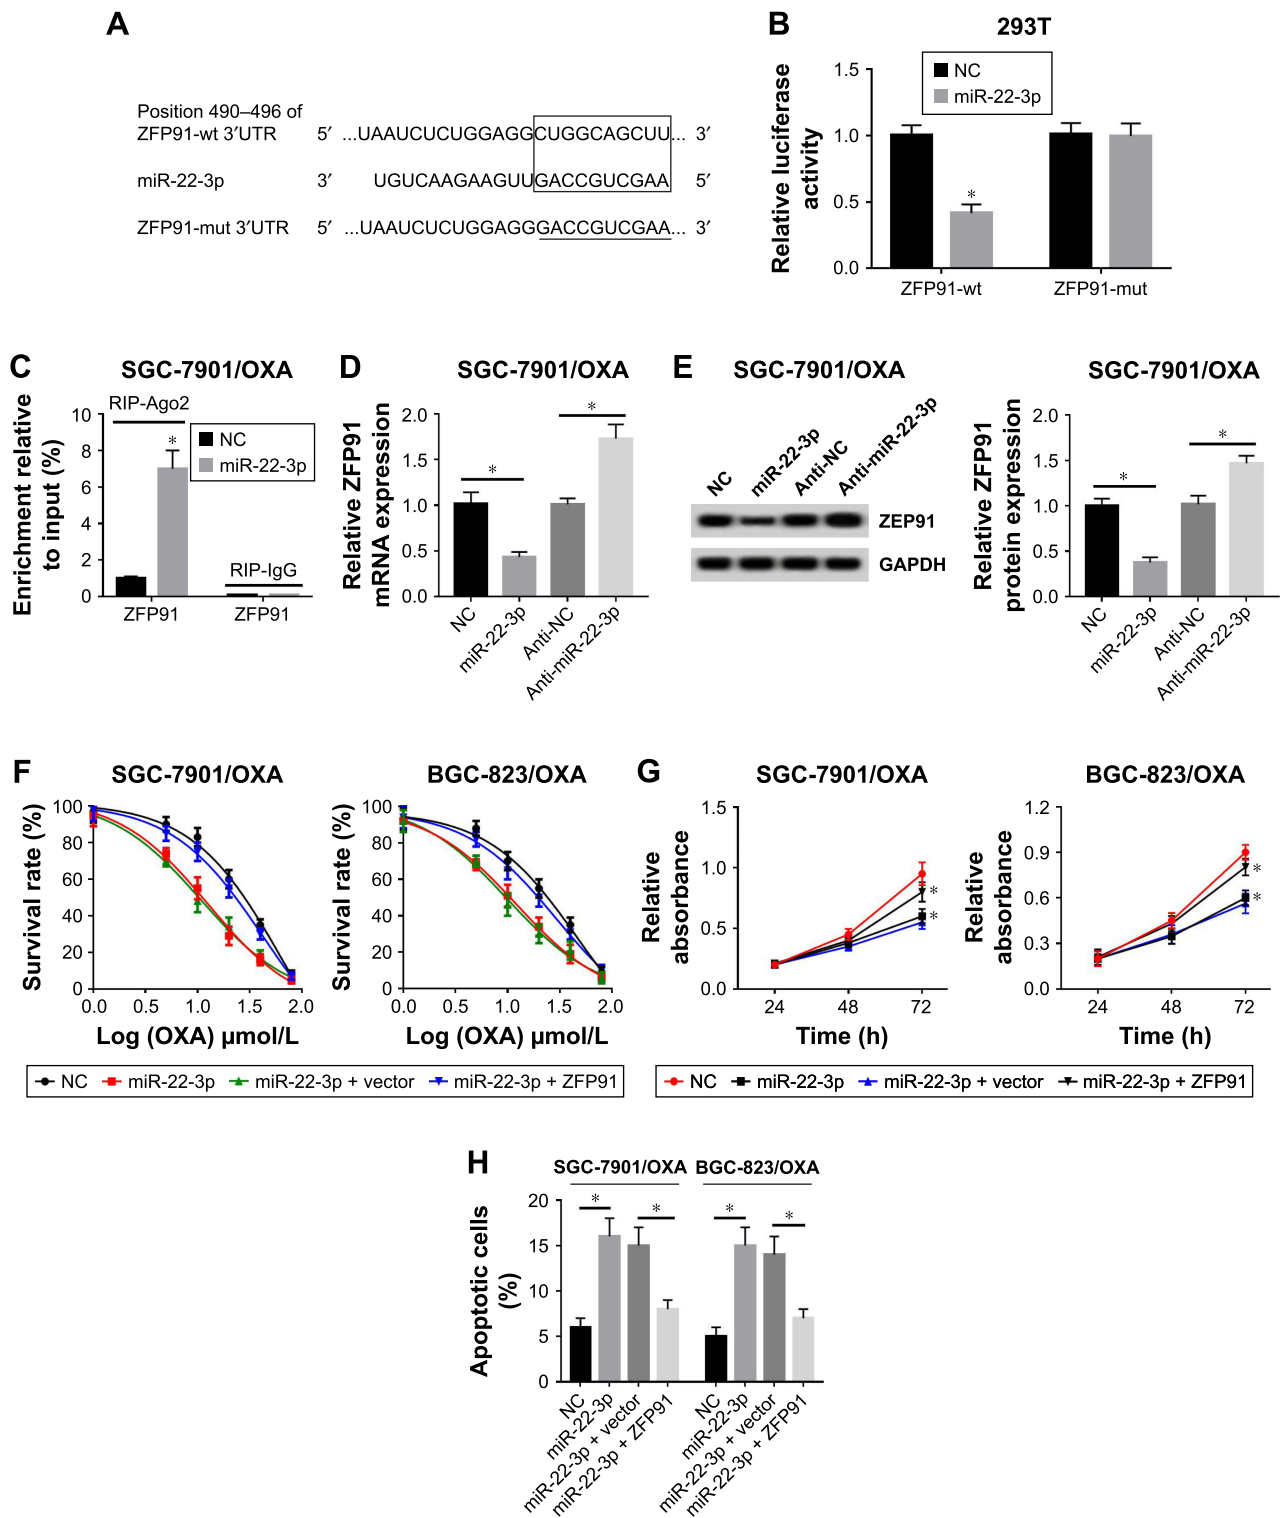 A
Position 490–496 of
ZFP91-wt 3′UTR 5′ ...UAAUCUCUGGAGGCUGGCAGCUU... 3′
miR-22-3p 3′ UGUCAAGAAGUUGACCGUCGAA 5′
ZFP91-mut 3′UTR 5′ ...UAAUCUCUGGAGGGACCGUCGAA... 3′
B
293T
NC
miR-22-3p
Relative luciferase
activity
1.5
1.0
0.5
0.0
*
ZFP91-wt ZFP91-mut
C
SGC-7901/OXA
RIP-Ago2
NC
miR-22-3p
RIP-IgG
Enrichment relative
to input (%)
10
8
6
4
2
0
*
ZFP91 ZFP91
D
SGC-7901/OXA
Relative ZFP91
mRNA expression
2.0
1.5
1.0
0.5
0.0
* *
NC
miR-22-3p
Anti-NC
Anti-miR-22-3p
E
SGC-7901/OXA
NC
miR-22-3p
Anti-NC
Anti-miR-22-3p
ZEP91
GAPDH
SGC-7901/OXA
Relative ZFP91
protein expression
2.0
1.5
1.0
0.5
0.0
* *
NC
miR-22-3p
Anti-NC
Anti-miR-22-3p
F
SGC-7901/OXA
Survival rate (%)
100
80
60
40
20
0
0.0 0.5 1.0 1.5 2.0
Log (OXA) µmol/L
BGC-823/OXA
Survival rate (%)
100
80
60
40
20
0
0.0 0.5 1.0 1.5 2.0
Log (OXA) µmol/L
NC miR-22-3p miR-22-3p + vector miR-22-3p + ZFP91
G
SGC-7901/OXA
Relative
absorbance
1.5
1.0
0.5
0.0
*
*
24 48 72
Time (h)
BGC-823/OXA
Relative
absorbance
1.2
0.9
0.6
0.3
0.0
*
*
24 48 72
Time (h)
NC miR-22-3p miR-22-3p + vector miR-22-3p + ZFP91
H
SGC-7901/OXA BGC-823/OXA
Apoptotic cells
(%)
20
15
10
5
0
* * * *
NC
miR-22-3p
miR-22-3p + vector
miR-22-3p + ZFP91
NC
miR-22-3p
miR-22-3p + vector
miR-22-3p + ZFP91